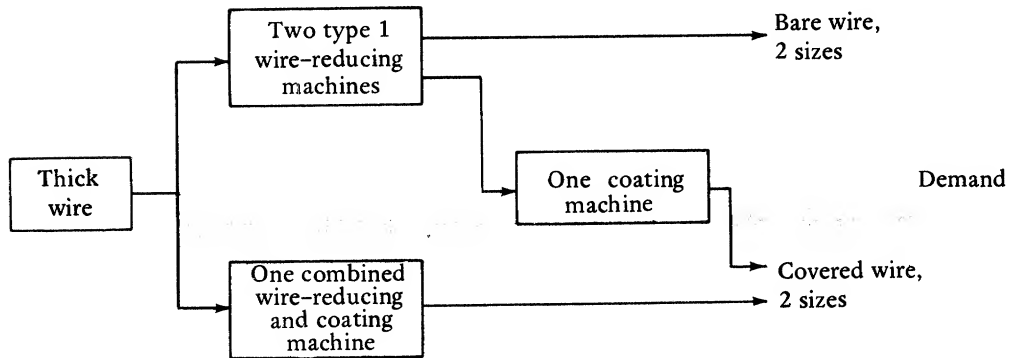 Two type 1
wire-reducing
machines
Bare wire,
2 sizes
Thick
wire
One coating
machine
Demand
One combined
wire-reducing
and coating
machine
Covered wire,
2 sizes